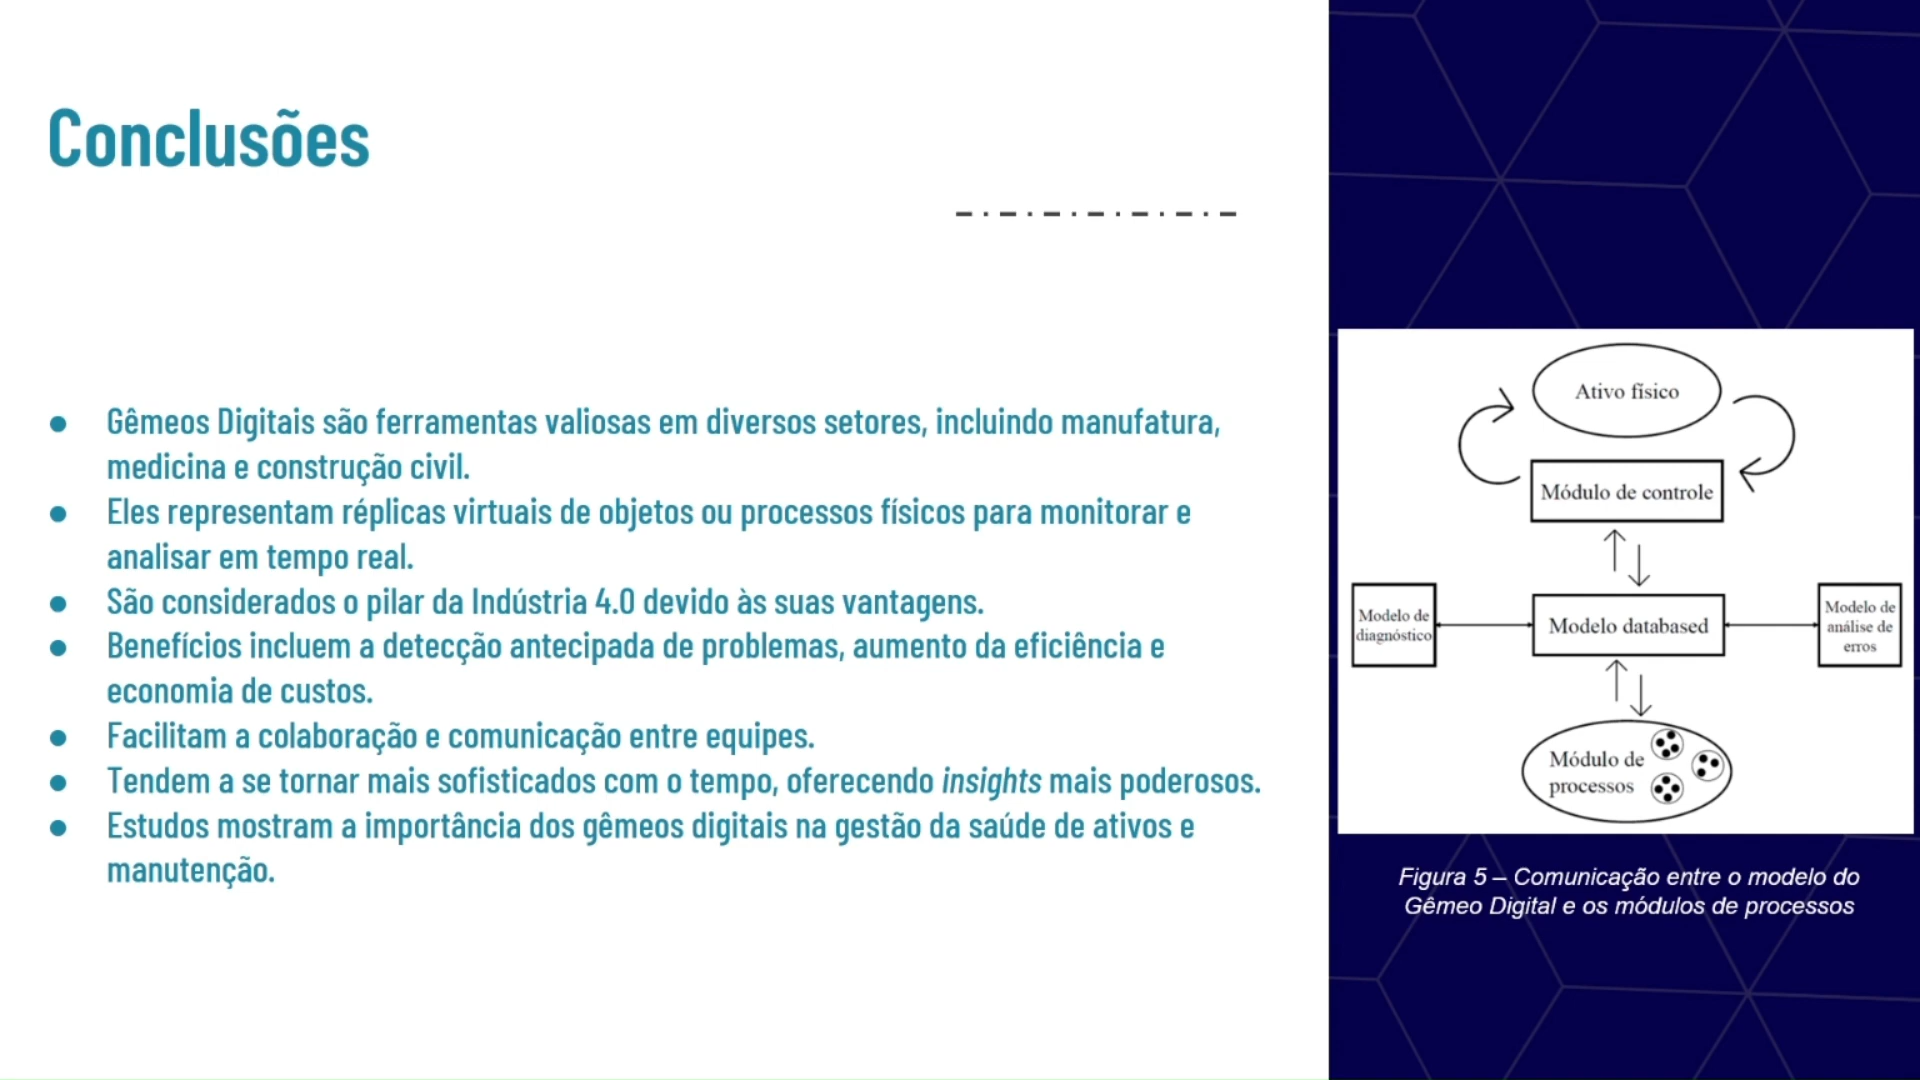 Conclusões
● Gêmeos Digitais são ferramentas valiosas em diversos setores, incluindo manufatura,
medicina e construção civil.
● Eles representam réplicas virtuais de objetos ou processos físicos para monitorar e
analisar em tempo real.
● São considerados o pilar da Indústria 4.0 devido às suas vantagens.
● Benefícios incluem a detecção antecipada de problemas, aumento da eficiência e
economia de custos.
● Facilitam a colaboração e comunicação entre equipes.
● Tendem a se tornar mais sofisticados com o tempo, oferecendo insights mais poderosos.
● Estudos mostram a importância dos gêmeos digitais na gestão da saúde de ativos e
manutenção.
Ativo físico
Módulo de controle
Modelo de
diagnóstico
Modelo databased
Modelo de
análise de
erros
Módulo de
processos
Figura 5 – Comunicação entre o modelo do
Gêmeo Digital e os módulos de processos